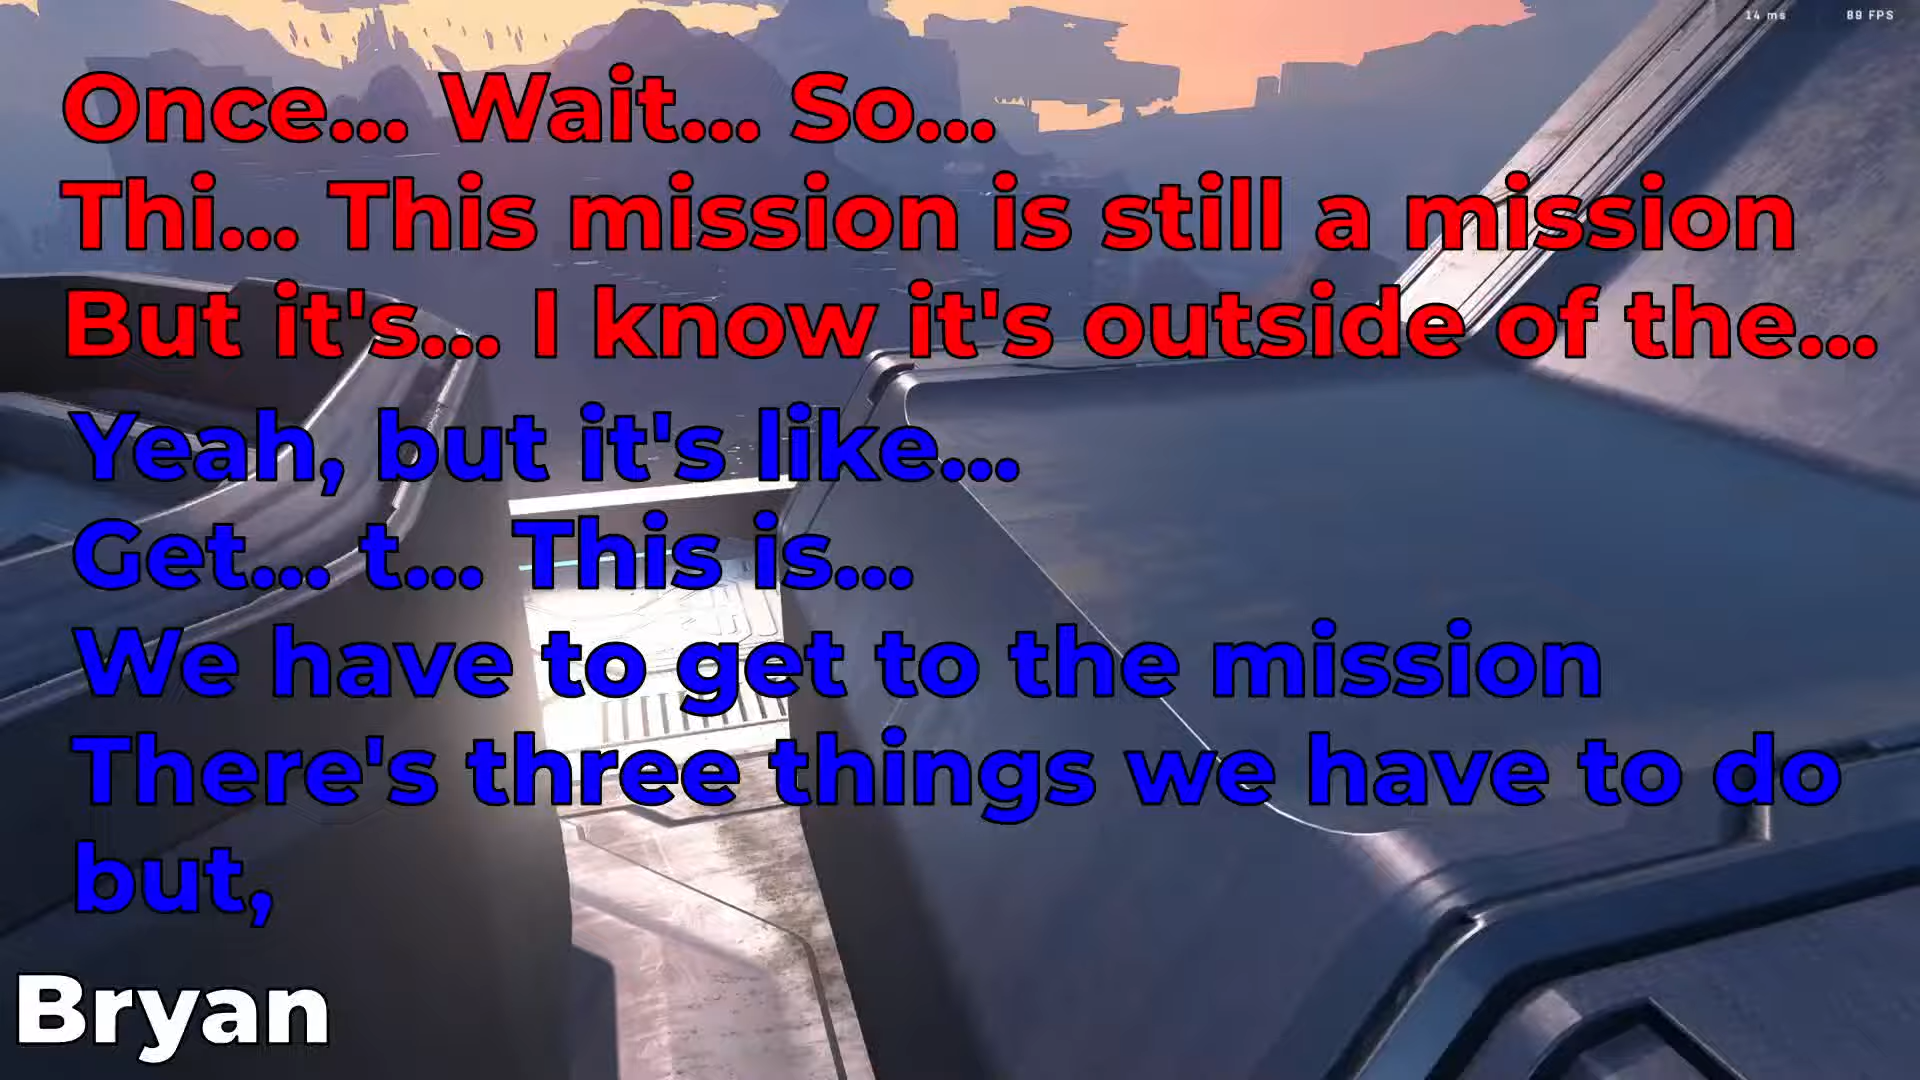 14 ms 89 FPS
Once... Wait... So...
Thi... This mission is still a mission
But it's... I know it's outside of the...
Yeah, but it's like...
Get... t... This is...
We have to get to the mission
There's three things we have to do
but,
Bryan